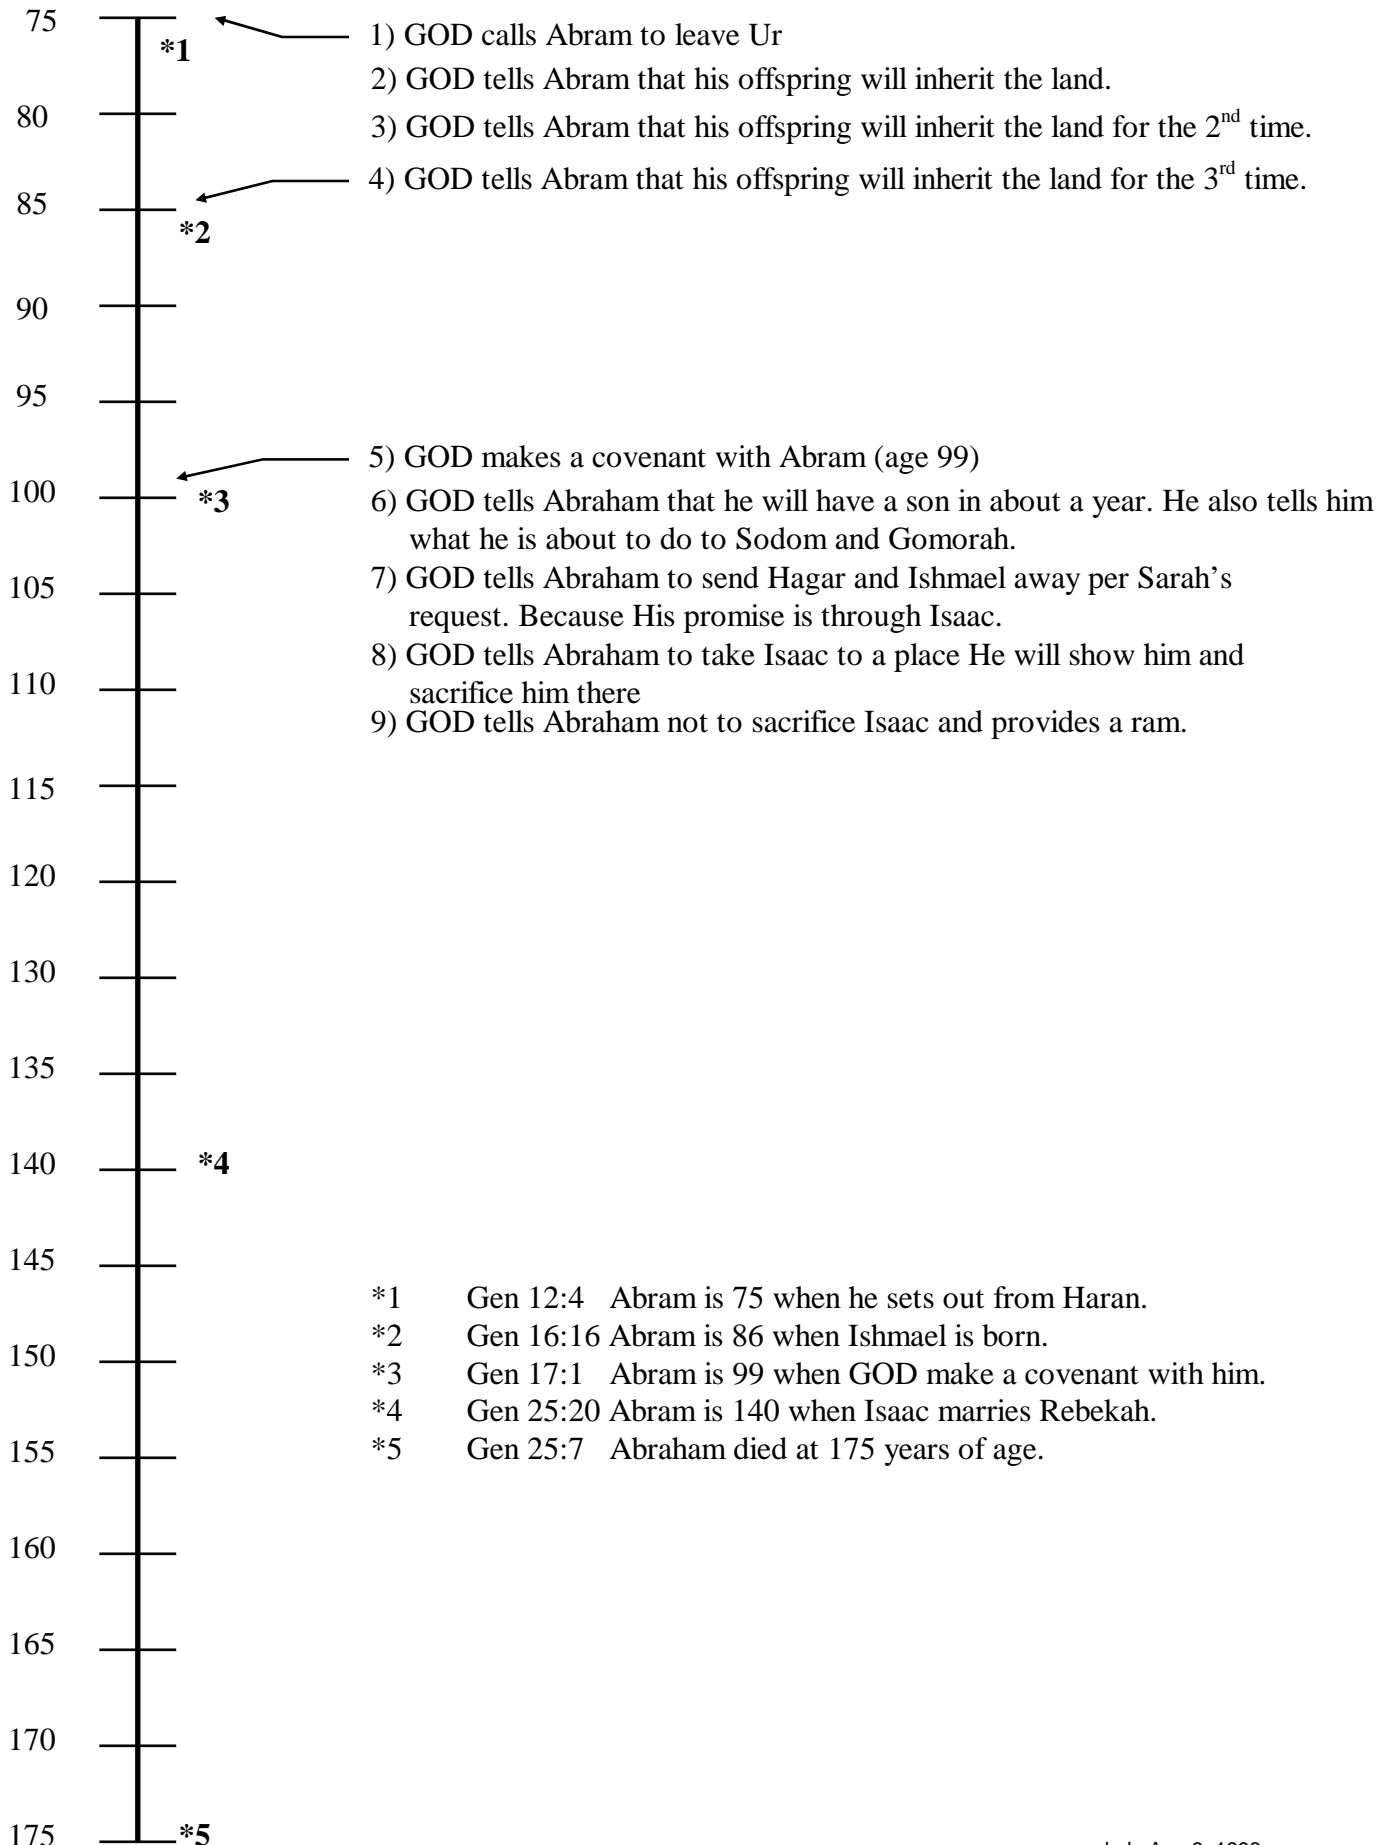 75
*1
1) GOD calls Abram to leave Ur
2) GOD tells Abram that his offspring will inherit the land.
80
3) GOD tells Abram that his offspring will inherit the land for the 2nd time.
4) GOD tells Abram that his offspring will inherit the land for the 3rd time.
85
*2
90
95
5) GOD makes a covenant with Abram (age 99)
100
*3
6) GOD tells Abraham that he will have a son in about a year. He also tells him
what he is about to do to Sodom and Gomorah.
105
7) GOD tells Abraham to send Hagar and Ishmael away per Sarah’s
request. Because His promise is through Isaac.
8) GOD tells Abraham to take Isaac to a place He will show him and
110
sacrifice him there
9) GOD tells Abraham not to sacrifice Isaac and provides a ram.
115
120
130
135
140
*4
145
*1 Gen 12:4 Abram is 75 when he sets out from Haran.
*2 Gen 16:16 Abram is 86 when Ishmael is born.
150
*3 Gen 17:1 Abram is 99 when GOD make a covenant with him.
*4 Gen 25:20 Abram is 140 when Isaac marries Rebekah.
155
*5 Gen 25:7 Abraham died at 175 years of age.
160
165
170
175
*5